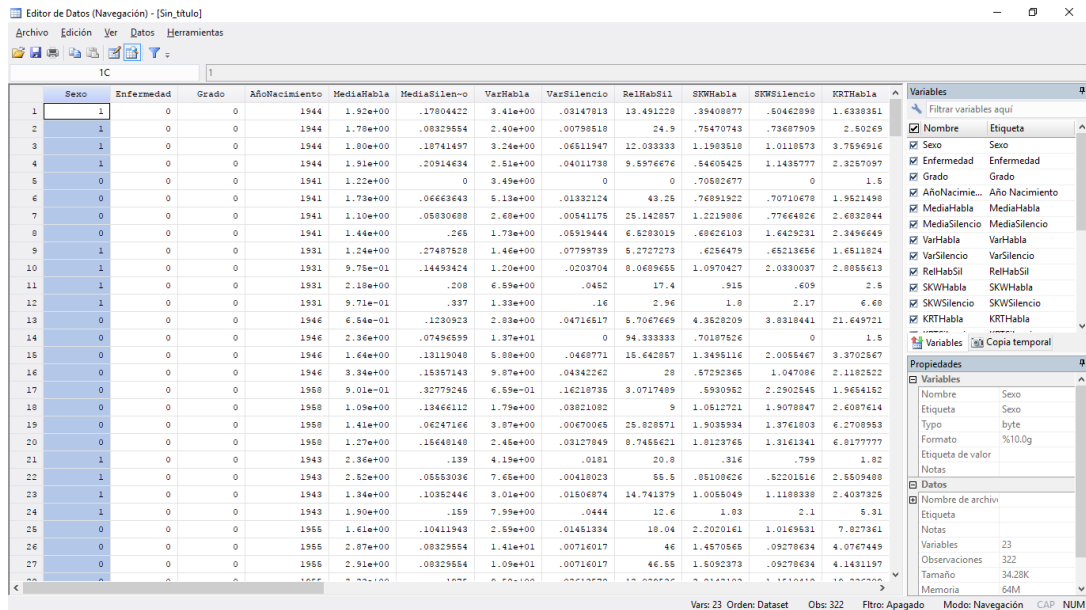 Editor de Datos (Navegación) - [Sin_título]
Archivo Edición Ver Datos Herramientas
1C 1
Sexo Enfermedad Grado AñoNacimiento MediaHabla MediaSilen~o VarHabla VarSilencio RelHabSil SKWHabla SKWSilencio KRTHabla
1 1 0 0 1944 1.92e+00 .17804422 3.41e+00 .03147813 13.491228 .39408877 .50462898 1.6338351
2 1 0 0 1944 1.78e+00 .08329554 2.40e+00 .00798518 24.9 .75470743 .73687909 2.50269
3 1 0 0 1944 1.80e+00 .18741497 3.24e+00 .06511947 12.033333 1.1983518 1.0118573 3.7596916
4 1 0 0 1944 1.91e+00 .20914634 2.51e+00 .04011738 9.5976676 .54605425 1.1435777 2.3257097
5 0 0 0 1941 1.22e+00 0 3.49e+00 0 0 .70582677 0 1.5
6 0 0 0 1941 1.73e+00 .06663643 5.13e+00 .01332124 43.25 .76891922 .70710678 1.9521498
7 0 0 0 1941 1.10e+00 .05830688 2.68e+00 .00541175 25.142857 1.2219886 .77664826 2.6832844
8 0 0 0 1941 1.44e+00 .265 1.73e+00 .05919444 6.5283019 .68626103 1.6429231 2.3496649
9 1 0 0 1931 1.24e+00 .27487528 1.46e+00 .07799739 5.2727273 .6256479 .65213656 1.6511824
10 1 0 0 1931 9.75e-01 .14493424 1.20e+00 .0203704 8.0689655 1.0970427 2.0330037 2.8855613
11 1 0 0 1931 2.18e+00 .208 6.59e+00 .0452 17.4 .915 .609 2.5
12 1 0 0 1931 9.71e-01 .337 1.33e+00 .16 2.96 1.8 2.17 6.68
13 0 0 0 1946 6.54e-01 .1230923 2.83e+00 .04716517 5.7067669 4.3528209 3.8318441 21.649721
14 0 0 0 1946 2.36e+00 .07496599 1.37e+01 0 94.333333 .70187526 0 1.5
15 0 0 0 1946 1.64e+00 .13119048 5.88e+00 .0468771 15.642857 1.3495116 2.0055467 3.3702567
16 0 0 0 1946 3.34e+00 .15357143 9.87e+00 .04342262 28 .57292365 1.047086 2.1182522
17 0 0 0 1958 9.01e-01 .32779245 6.59e-01 .16218735 3.0717489 .5930952 2.2902545 1.9654152
18 0 0 0 1958 1.09e+00 .13466112 1.79e+00 .03821082 9 1.0512721 1.9078847 2.6087614
19 0 0 0 1958 1.41e+00 .06247166 3.87e+00 .00670065 25.828571 1.9035934 1.3761803 6.2708953
20 0 0 0 1958 1.27e+00 .15648148 2.45e+00 .03127849 8.7455621 1.8123765 1.3161341 6.8177777
21 1 0 0 1943 2.36e+00 .139 4.19e+00 .0181 20.8 .316 .799 1.82
22 1 0 0 1943 2.52e+00 .05553036 7.65e+00 .00418023 55.5 .85108626 .52201516 2.5509488
23 1 0 0 1943 1.34e+00 .10352446 3.01e+00 .01506874 14.741379 1.0055049 1.1188338 2.4037325
24 1 0 0 1943 1.90e+00 .159 7.99e+00 .0444 12.6 1.83 2.1 5.31
25 0 0 0 1955 1.61e+00 .10411943 2.59e+00 .01451334 18.04 2.2020161 1.0169531 7.827361
26 0 0 0 1955 2.87e+00 .08329554 1.41e+01 .00716017 46 1.4570565 .09278634 4.0767449
27 0 0 0 1955 2.91e+00 .08329554 1.09e+01 .00716017 46.55 1.5092373 .09278634 4.1431197
Variables
Filtrar variables aquí
Nombre Etiqueta
Sexo Sexo
Enfermedad Enfermedad
Grado Grado
AñoNacimie... Año Nacimiento
MediaHabla MediaHabla
MediaSilencio MediaSilencio
VarHabla VarHabla
VarSilencio VarSilencio
RelHabSil RelHabSil
SKWHabla SKWHabla
SKWSilencio SKWSilencio
KRTHabla KRTHabla
Variables Copia temporal
Propiedades
Variables
Nombre Sexo
Etiqueta Sexo
Typo byte
Formato %10.0g
Etiqueta de valor
Notas
Datos
Nombre de archiv
Etiqueta
Notas
Variables 23
Observaciones 322
Tamaño 34.28K
Memoria 64M
Vars: 23 Orden: Dataset Obs: 322 Fltro: Apagado Modo: Navegación CAP NUM